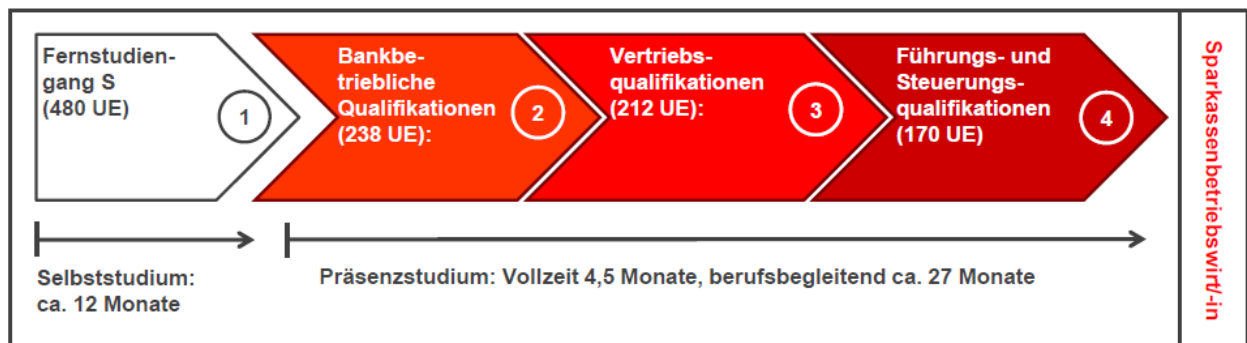 Fernstudien-
gang S
(480 UE)
1
Bankbe-
triebliche
Qualifikationen
(238 UE):
2
Vertriebs-
qualifikationen
(212 UE):
3
Führungs- und
Steuerungs-
qualifikationen
(170 UE)
4
Selbststudium:
ca. 12 Monate
Präsenzstudium: Vollzeit 4,5 Monate, berufsbegleitend ca. 27 Monate
Sparkassenbetriebswirt/-in